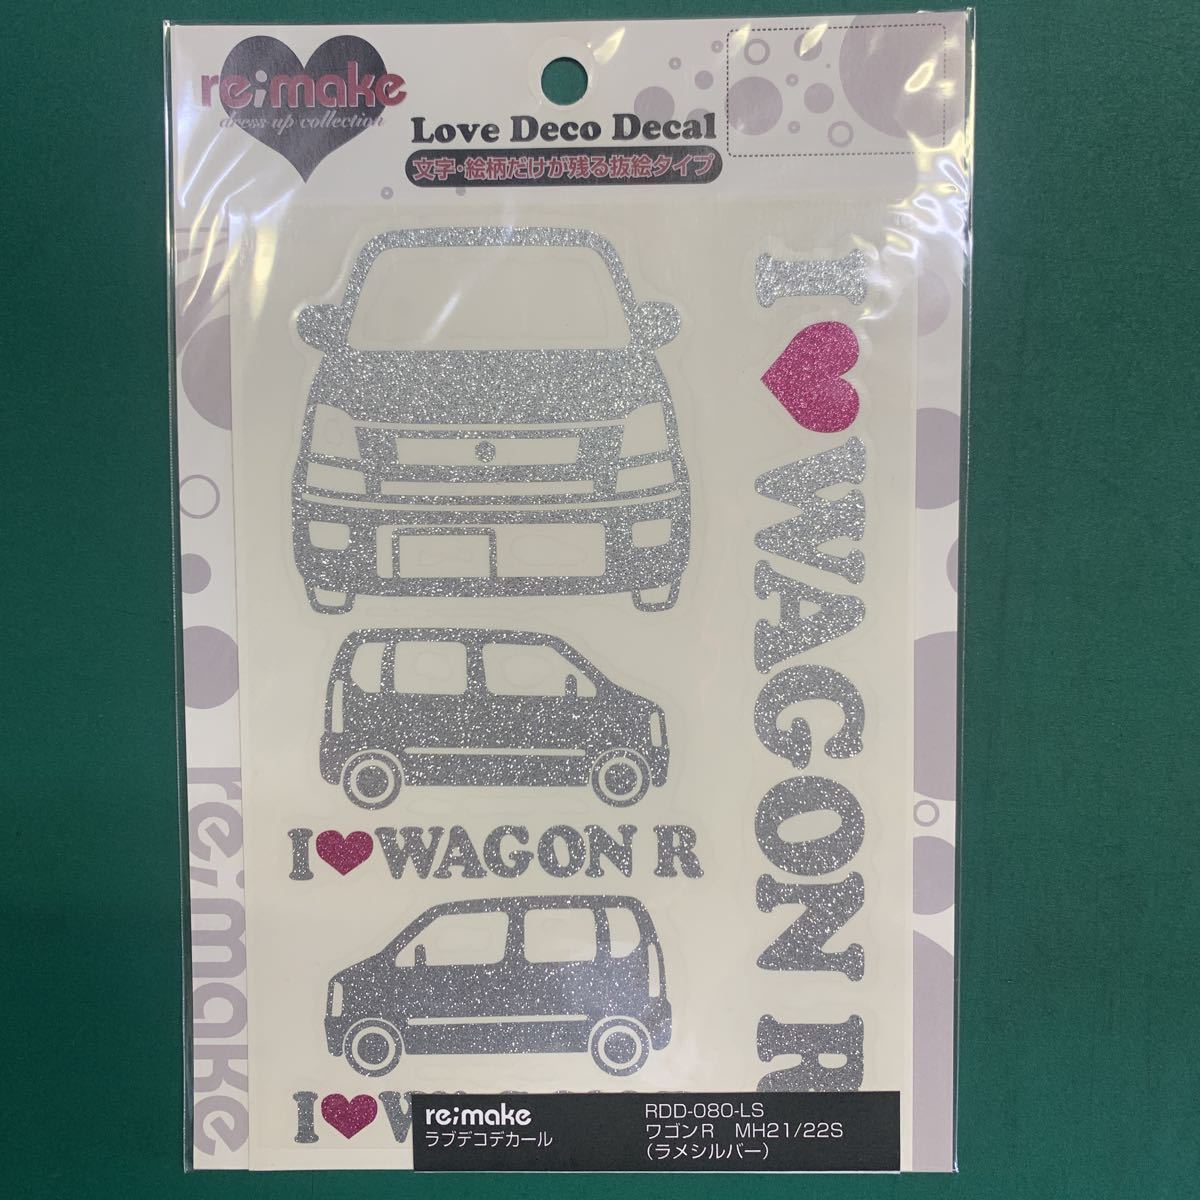 re;make
dress up collection
Love Deco Decal
文字・絵柄だけが残る抜絵タイプ
I♥WAGON R
I♥WAGON R
I♥W
re;make
re;make
ラブデコデカール
RDD-080-LS
ワゴンR MH21/22S
(ラメシルバー)